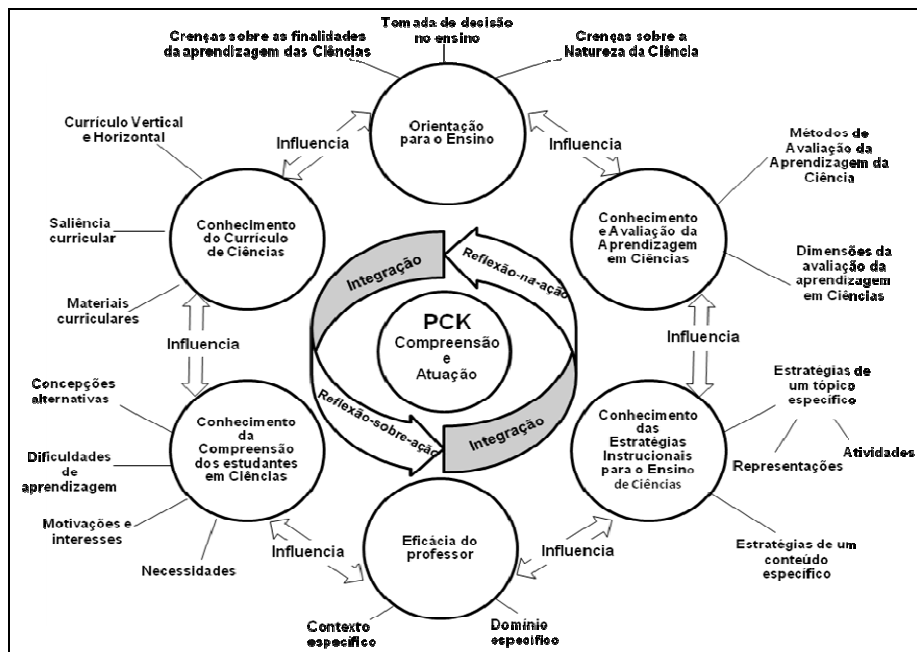 Tomada de decisão
no ensino
Crenças sobre as finalidades
da aprendizagem das Ciências
Crenças sobre a
Natureza da Ciência
Orientação
para o Ensino
Influencia
Influencia
Currículo Vertical
e Horizontal
Saliência
curricular
Materiais
curriculares
Conhecimento
do Currículo
de Ciências
Métodos de
Avaliação da
Aprendizagem da
Ciência
Conhecimento
e Avaliação da
Aprendizagem
em Ciências
Dimensões da
avaliação da
aprendizagem
em Ciências
Integração
Reflexão-na-ação
PCK
Compreensão
e
Atuação
Reflexão-sobre-ação
Integração
Influencia
Influencia
Concepções
alternativas
Dificuldades
de
aprendizagem
Motivações e
interesses
Necessidades
Conhecimento
da
Compreensão
dos estudantes
em Ciências
Estratégias de
um tópico
específico
Representações
Atividades
Conhecimento
das
Estratégias
Instrucionais
para o Ensino
de Ciências
Estratégias de um
conteúdo
específico
Influencia
Influencia
Eficácia do
professor
Contexto
específico
Domínio
específico